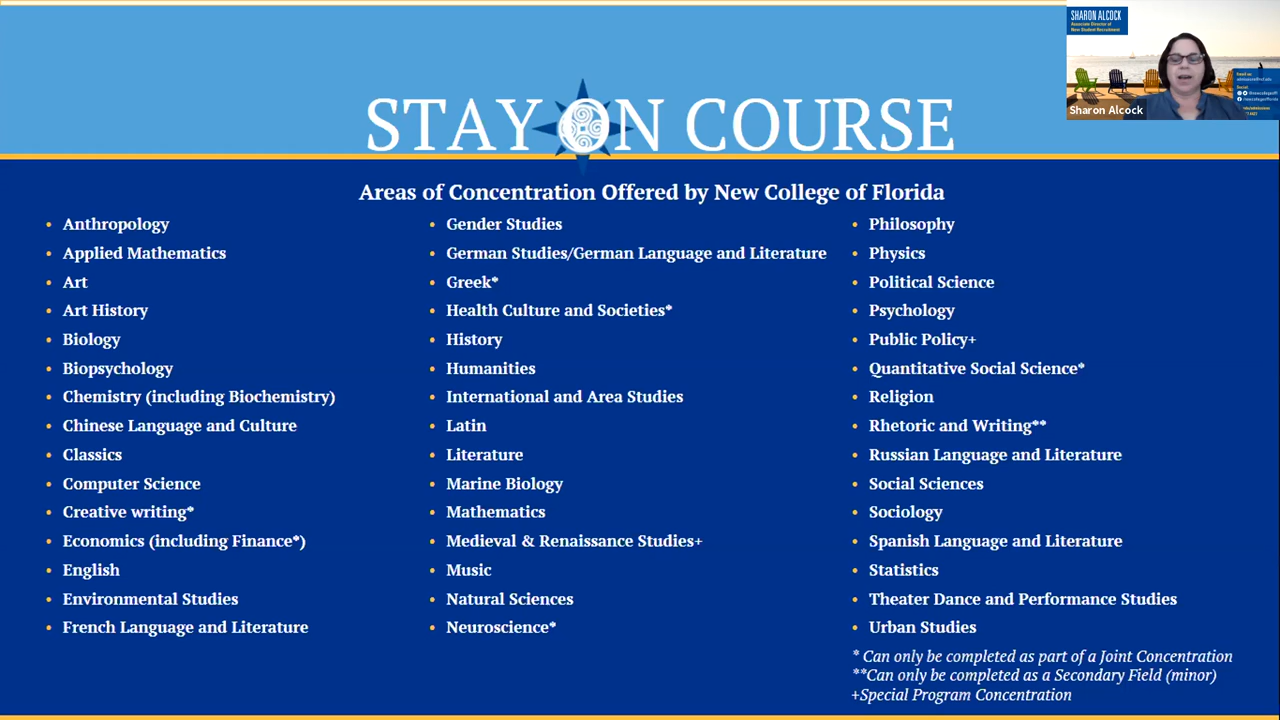 STAY ON COURSE
SHARON ALCOCK
Associate Director of
New Student Recruitment
Sharon Alcock
Areas of Concentration Offered by New College of Florida
• Anthropology
• Applied Mathematics
• Art
• Art History
• Biology
• Biopsychology
• Chemistry (including Biochemistry)
• Chinese Language and Culture
• Classics
• Computer Science
• Creative writing*
• Economics (including Finance*)
• English
• Environmental Studies
• French Language and Literature
• Gender Studies
• German Studies/German Language and Literature
• Greek*
• Health Culture and Societies*
• History
• Humanities
• International and Area Studies
• Latin
• Literature
• Marine Biology
• Mathematics
• Medieval & Renaissance Studies+
• Music
• Natural Sciences
• Neuroscience*
• Philosophy
• Physics
• Political Science
• Psychology
• Public Policy+
• Quantitative Social Science*
• Religion
• Rhetoric and Writing**
• Russian Language and Literature
• Social Sciences
• Sociology
• Spanish Language and Literature
• Statistics
• Theater Dance and Performance Studies
• Urban Studies
* Can only be completed as part of a Joint Concentration
**Can only be completed as a Secondary Field (minor)
+Special Program Concentration